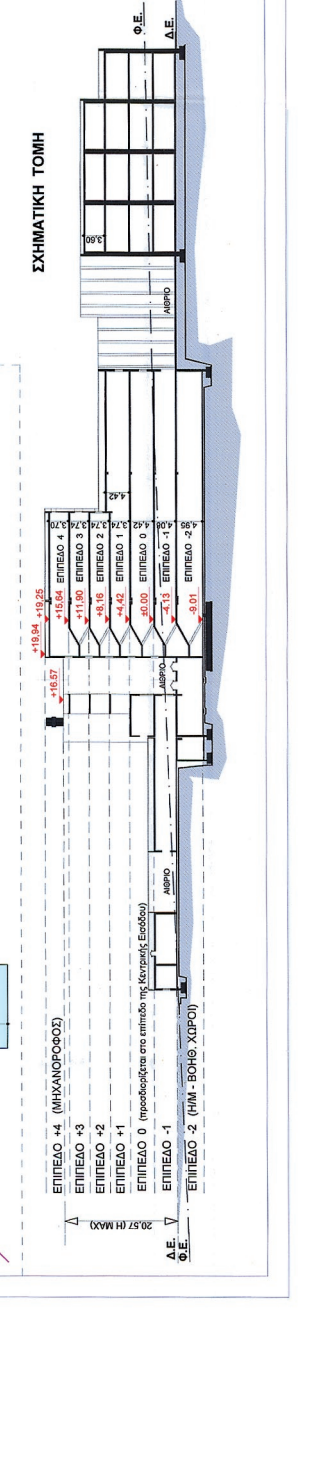 ΣΧΗΜΑΤΙΚΗ ΤΟΜΗ
Φ.Ε.
Δ.Ε.
3,60
ΑΙΘΡΙΟ
+19,94
+19,25
+16.57
+15,64
ΕΠΙΠΕΔΟ 4
3,70
+11,90
ΕΠΙΠΕΔΟ 3
3,74
+8,16
ΕΠΙΠΕΔΟ 2
3,74
+4,42
ΕΠΙΠΕΔΟ 1
3,74
4,42
±0.00
ΕΠΙΠΕΔΟ 0
4,42
-4,13
ΕΠΙΠΕΔΟ -1
-9.01
ΕΠΙΠΕΔΟ -2
4,95
ΑΙΘΡΙΟ
ΑΙΘΡΙΟ
ΕΠΙΠΕΔΟ +4 (ΜΗΧΑΝΟΡΟΦΟΣ)
ΕΠΙΠΕΔΟ +3
ΕΠΙΠΕΔΟ +2
ΕΠΙΠΕΔΟ +1
ΕΠΙΠΕΔΟ 0 (προσδιορίζεται στο επίπεδο της Κεντρικής Εισόδου)
ΕΠΙΠΕΔΟ -1
ΕΠΙΠΕΔΟ -2 (Η/Μ - ΒΟΗΘ. ΧΩΡΟΙ)
20,57 (H MAX)
Δ.Ε.
Φ.Ε.